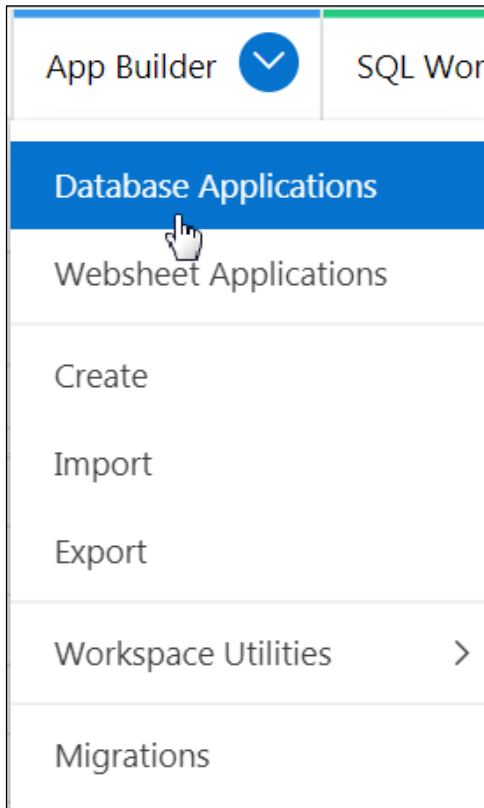 App Builder SQL Wor
Database Applications
Websheet Applications
Create
Import
Export
Workspace Utilities
Migrations